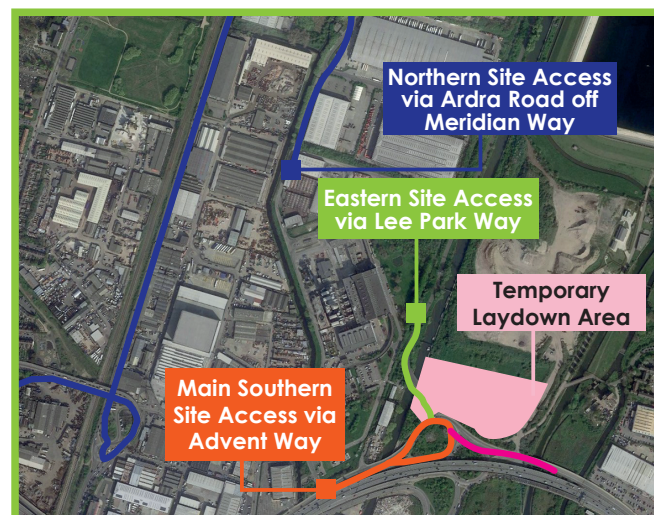 Northern Site Access
via Ardra Road off
Meridian Way
Eastern Site Access
via Lee Park Way
Temporary
Laydown Area
Main Southern
Site Access via
Advent Way